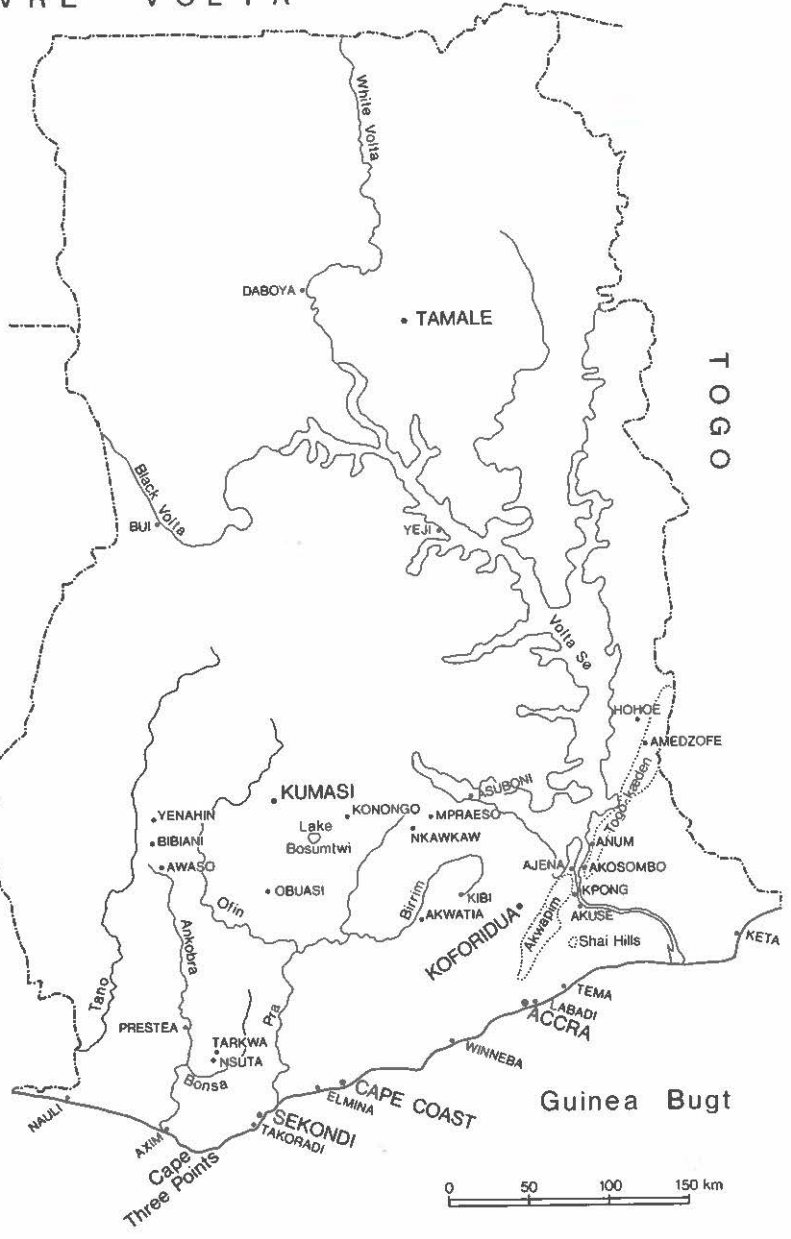 VOLTA
White Volta
DABOYA
TAMALE
TOGO
Black Volta
BUI
YEJI
Volta Sø
HOHOE
AMEDZOFE
Togo-kæden
ASUBONI
KUMASI
KONONGO
MPRAESO
YENAHIN
Lake
Bosumtwi
NKAWKAW
BIBIANI
ANUM
AWASO
AJENA
AKOSOMBO
OBUASI
KIBI
KPONG
Ofin
Birrim
AKWATIA
AKUSE
KOFORIDUA
Akwapim
Shai Hills
KETA
Ankobra
Tano
Pra
TEMA
LABADI
ACCRA
PRESTEA
TARKWA
NSUTA
WINNEBA
Bonsa
ELMINA
CAPE COAST
Guinea Bugt
NAULI
SEKONDI
TAKORADI
AXIM
Cape
Three Points
0 50 100 150 km